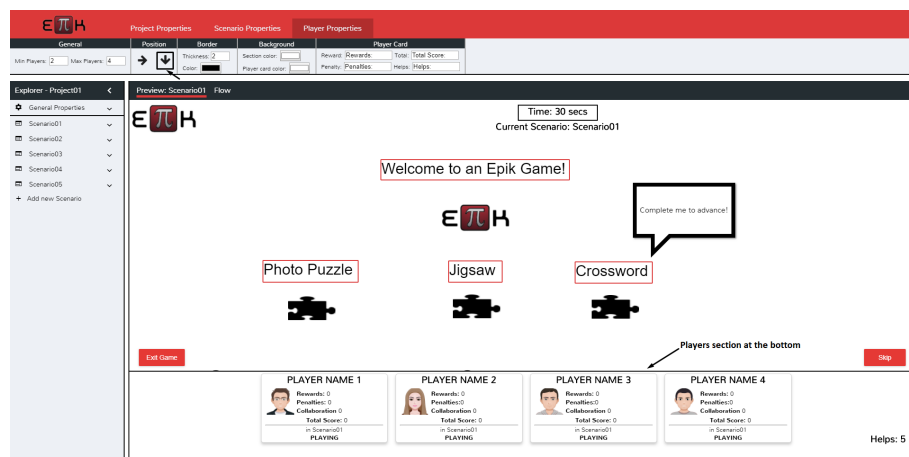 EπK
Project Properties Scenario Properties Player Properties
General Position Border Background Player Card
Min Players: 2 Max Players: 4 Thickness: 2 Section color: Reward: Rewards: Total: Total Score:
Color: Player card color: Penalty: Penalties: Helps: Helps:
Explorer - Project01
Preview: Scenario01 Flow
General Properties
Scenario01
Scenario02
Scenario03
Scenario04
Scenario05
+ Add new Scenario
EπK
Time: 30 secs
Current Scenario: Scenario01
Welcome to an Epik Game!
EπK
Complete me to advance!
Photo Puzzle Jigsaw Crossword
Players section at the bottom
Exit Game Skip
PLAYER NAME 1
Rewards: 0
Penalties: 0
Collaboration 0
Total Score: 0
in Scenario01
PLAYING
PLAYER NAME 2
Rewards: 0
Penalties:0
Collaboration 0
Total Score: 0
in Scenario01
PLAYING
PLAYER NAME 3
Rewards: 0
Penalties:0
Collaboration 0
Total Score: 0
in Scenario01
PLAYING
PLAYER NAME 4
Rewards: 0
Penalties:0
Collaboration 0
Total Score: 0
in Scenario01
PLAYING
Helps: 5